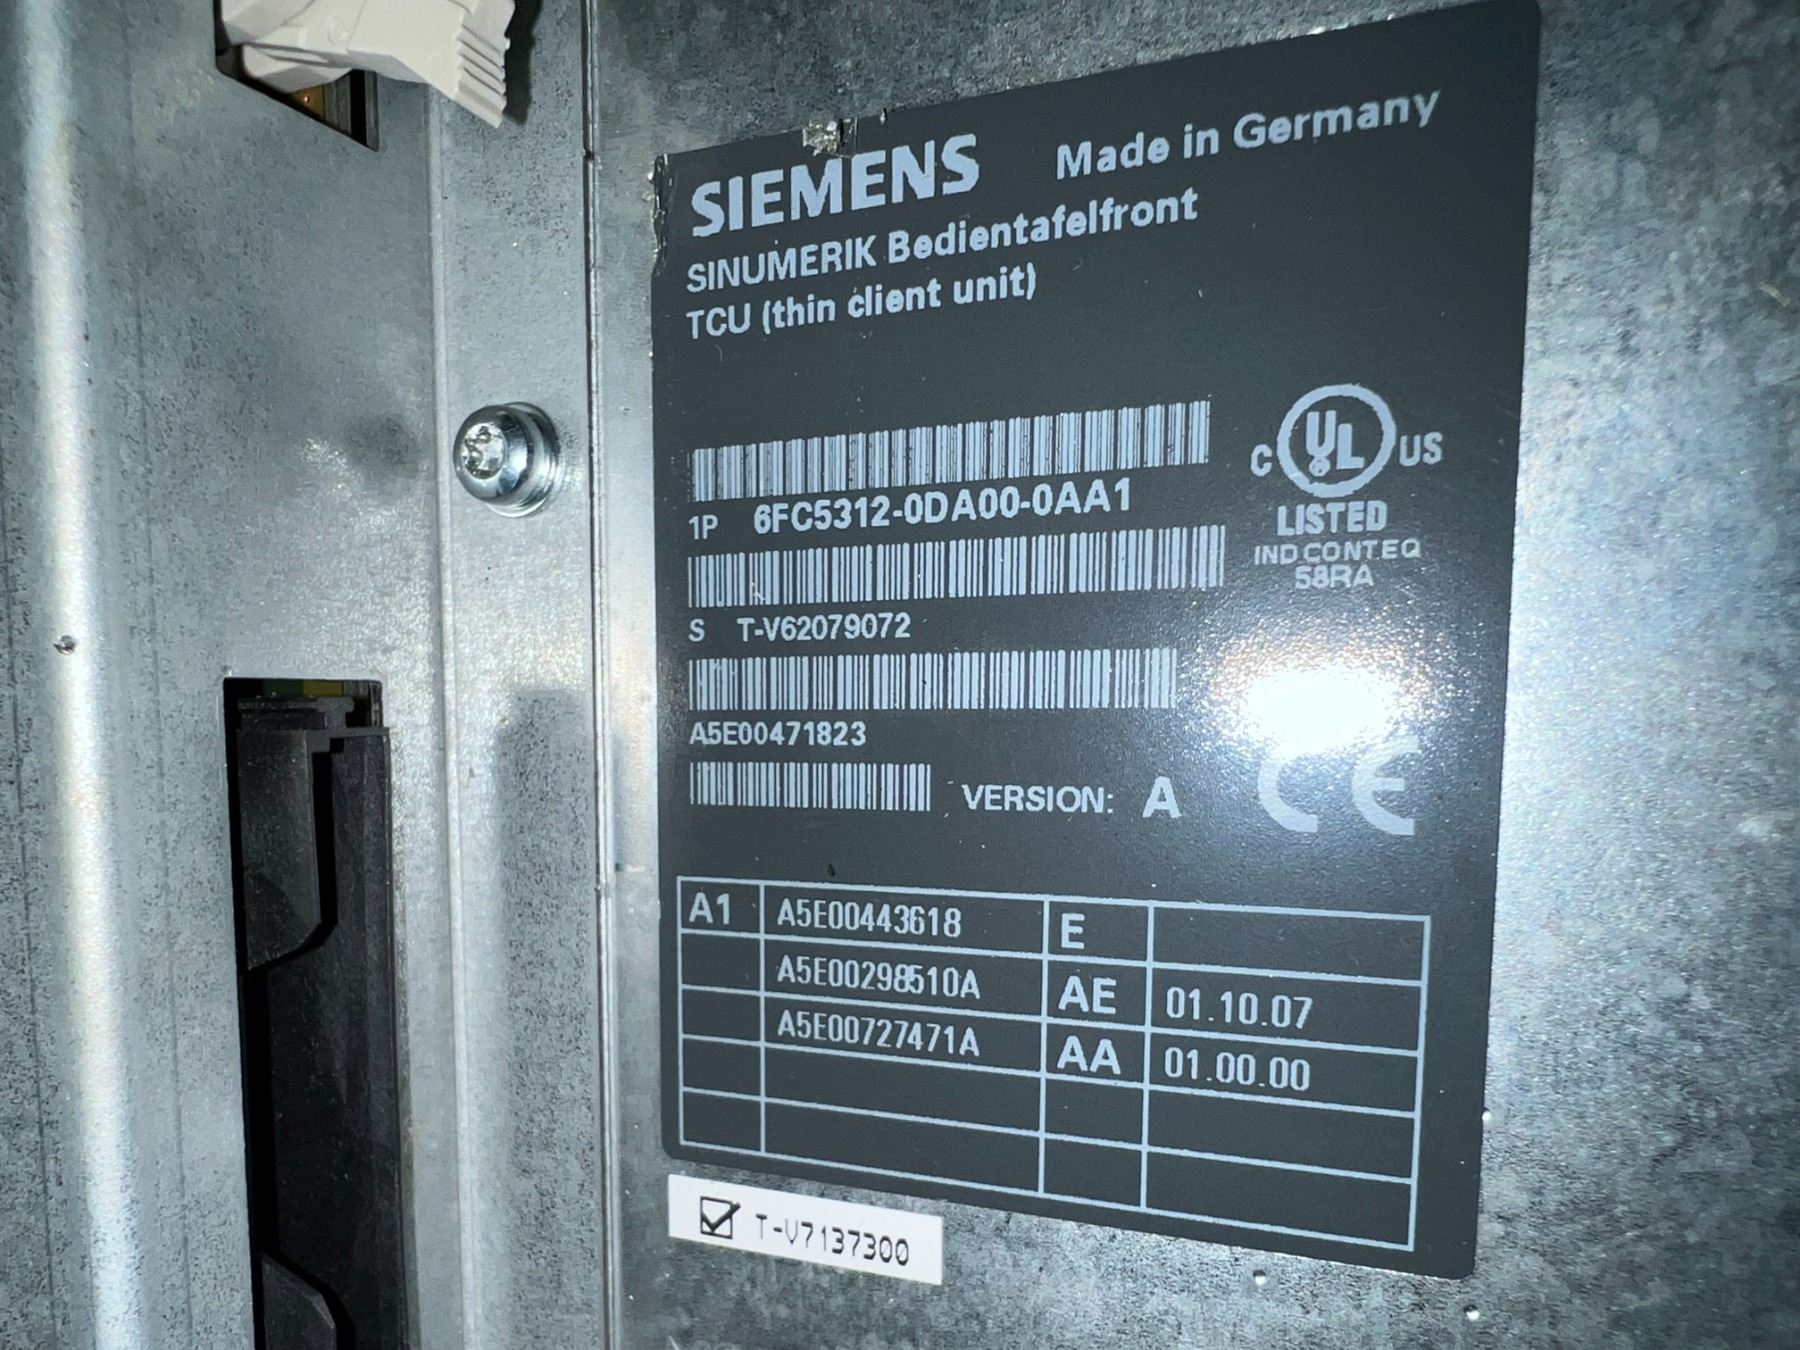 SIEMENS Made in Germany
SINUMERIK Bedientafelfront
TCU (thin client unit)
1P 6FC5312-0DA00-0AA1
C UL US
LISTED
IND CONT.EQ
58RA
S T-V62079072
A5E00471823
VERSION: A
CE
A1 A5E00443618 E
A5E00298510A AE 01.10.07
A5E00727471A AA 01.00.00
T-V7137300